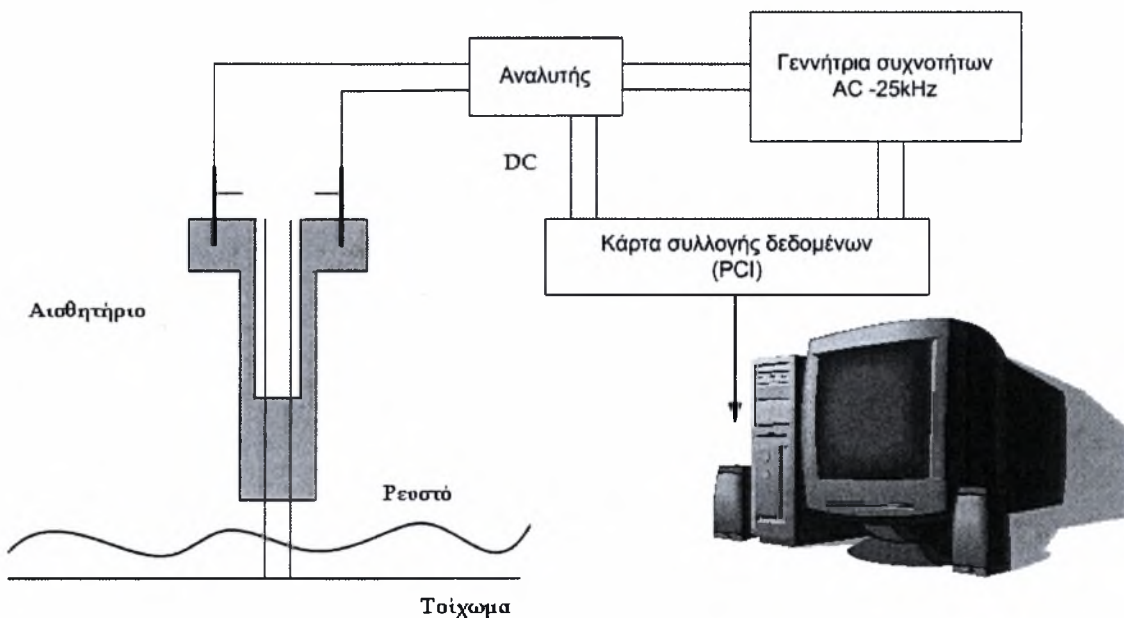 Αναλυτής
Γεννήτρια συχνοτήτων
AC -25kHz
DC
Κάρτα συλλογής δεδομένων
(PCI)
Αισθητήριο
Ρευστό
Τοίχωμα